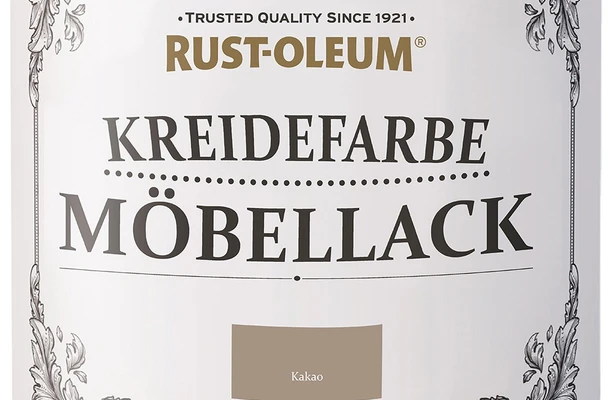 •TRUSTED QUALITY SINCE 1921•
RUST-OLEUM®
KREIDEFARBE
MÖBELLACK
Kakao